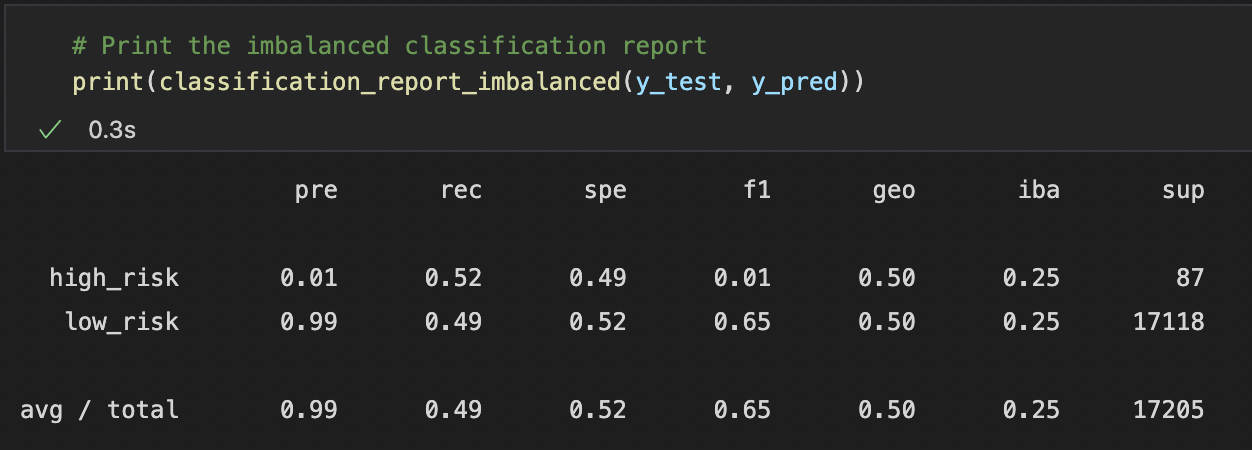 # Print the imbalanced classification report
print(classification_report_imbalanced(y_test, y_pred))
✓ 0.3s
pre rec spe f1 geo iba sup
high_risk 0.01 0.52 0.49 0.01 0.50 0.25 87
low_risk 0.99 0.49 0.52 0.65 0.50 0.25 17118
avg / total 0.99 0.49 0.52 0.65 0.50 0.25 17205